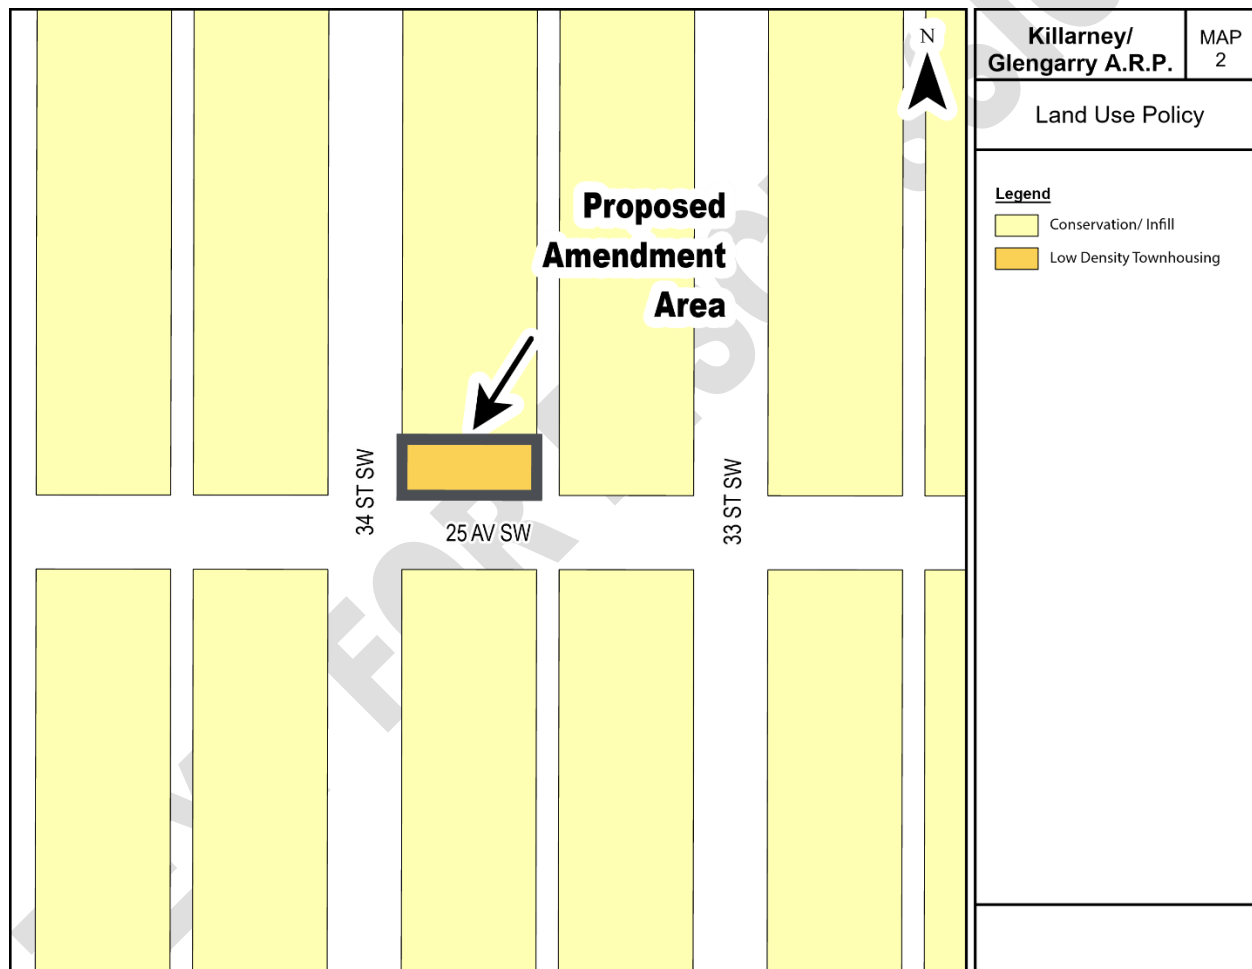 Killarney/
Glengarry A.R.P.
MAP
2
Land Use Policy
Legend
Conservation/ Infill
Low Density Townhousing
N
Proposed
Amendment
Area
34 ST SW
25 AV SW
33 ST SW